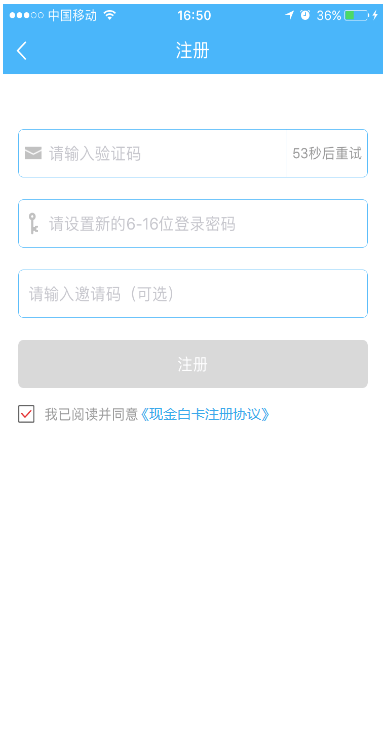 中国移动 16:50 36%
注册
请输入验证码 53秒后重试
请设置新的6-16位登录密码
请输入邀请码（可选）
注册
我已阅读并同意《现金白卡注册协议》